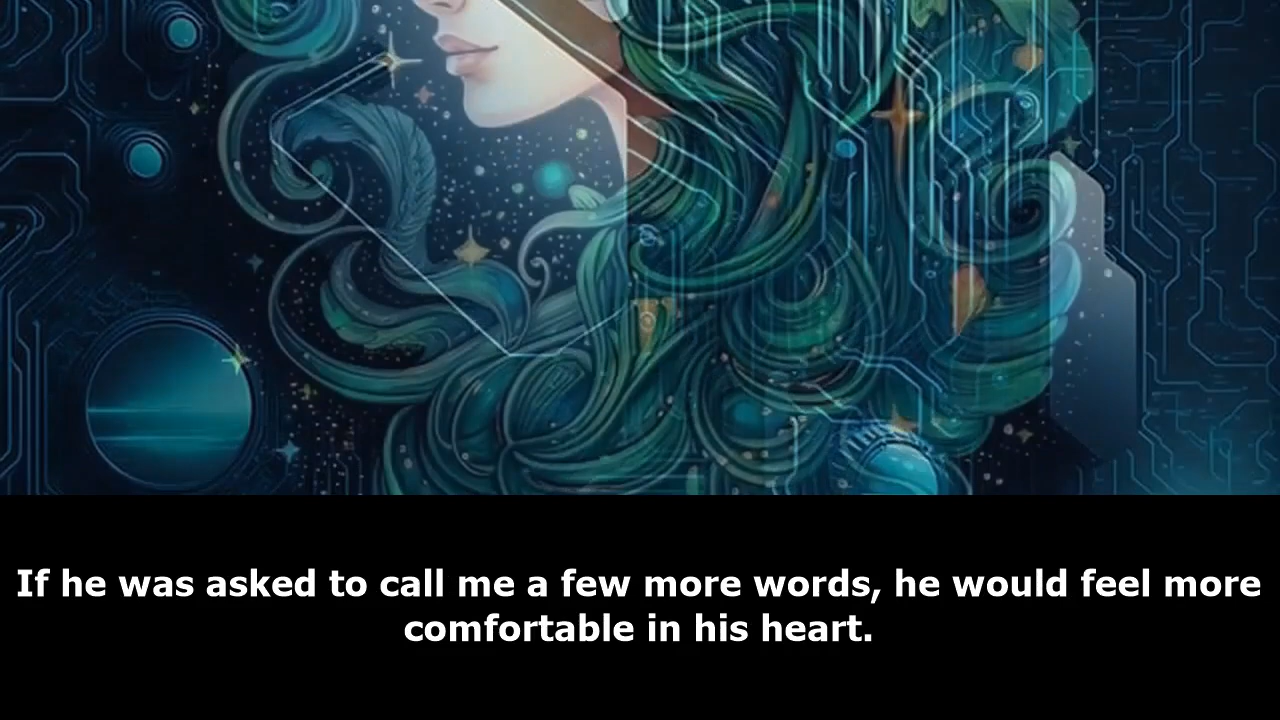 If he was asked to call me a few more words, he would feel more
comfortable in his heart.